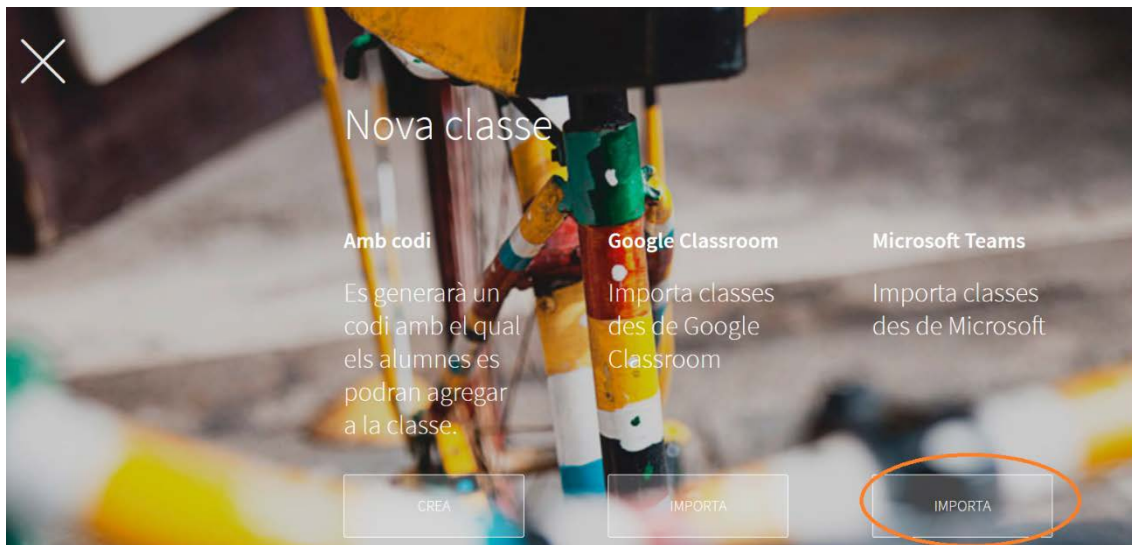 Nova classe
Amb codi
Es generarà un
codi amb el qual
els alumnes es
podran agregar
a la classe.
CREA
Google Classroom
Importa classes
des de Google
Classroom
IMPORTA
Microsoft Teams
Importa classes
des de Microsoft
IMPORTA